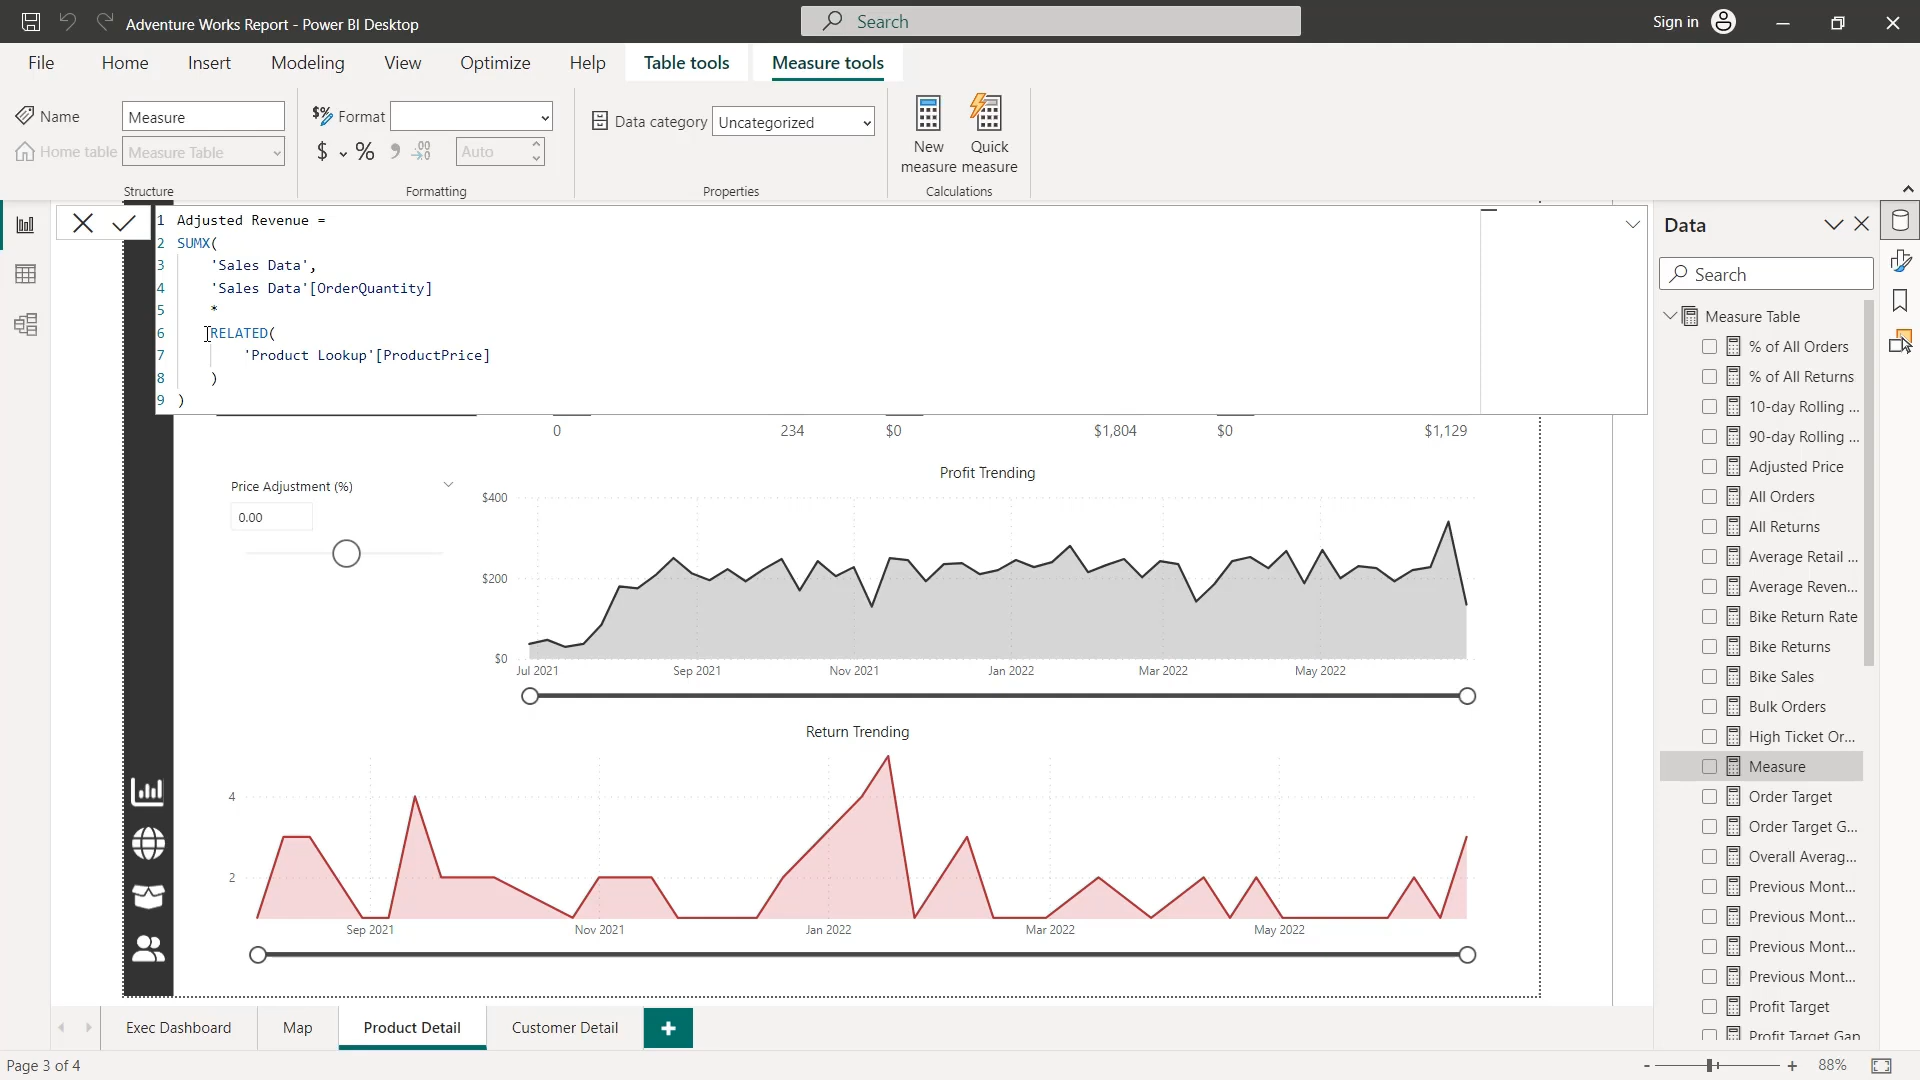 Adventure Works Report - Power BI Desktop
Search
Sign in
File
Home
Insert
Modeling
View
Optimize
Help
Table tools
Measure tools
Name
Measure
Home table
Measure Table
Structure
$%
Format
$
%
,
.00
Auto
Formatting
Data category
Uncategorized
Properties
New measure
Quick measure
Calculations
1 Adjusted Revenue =
2 SUMX(
3 'Sales Data',
4 'Sales Data'[OrderQuantity]
5 *
6 RELATED(
7 'Product Lookup'[ProductPrice]
8 )
9 )
0
234
$0
$1,804
$0
$1,129
Price Adjustment (%)
0.00
Profit Trending
$400
$200
$0
Jul 2021
Sep 2021
Nov 2021
Jan 2022
Mar 2022
May 2022
Return Trending
4
2
Sep 2021
Nov 2021
Jan 2022
Mar 2022
May 2022
Data
Search
Measure Table
% of All Orders
% of All Returns
10-day Rolling ...
90-day Rolling ...
Adjusted Price
All Orders
All Returns
Average Retail ...
Average Reven...
Bike Return Rate
Bike Returns
Bike Sales
Bulk Orders
High Ticket Or...
Measure
Order Target
Order Target G...
Overall Averag...
Previous Mont...
Previous Mont...
Previous Mont...
Previous Mont...
Profit Target
Profit Target Gap
Exec Dashboard
Map
Product Detail
Customer Detail
+
Page 3 of 4
-
+
88%